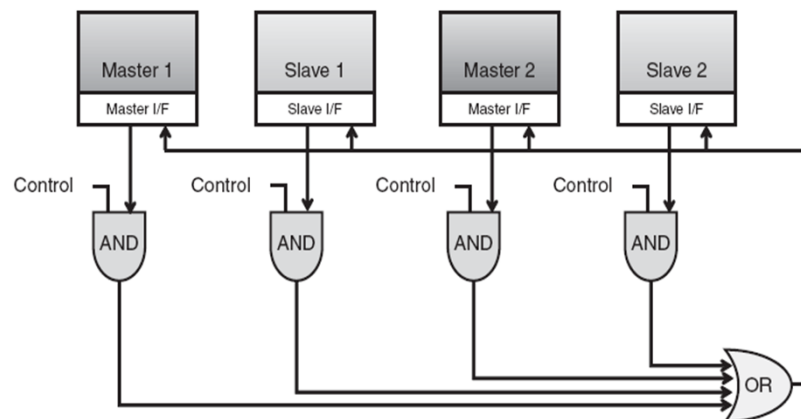 Master 1
Slave 1
Master 2
Slave 2
Master I/F
Slave I/F
Master I/F
Slave I/F
Control
Control
Control
Control
AND
AND
AND
AND
OR